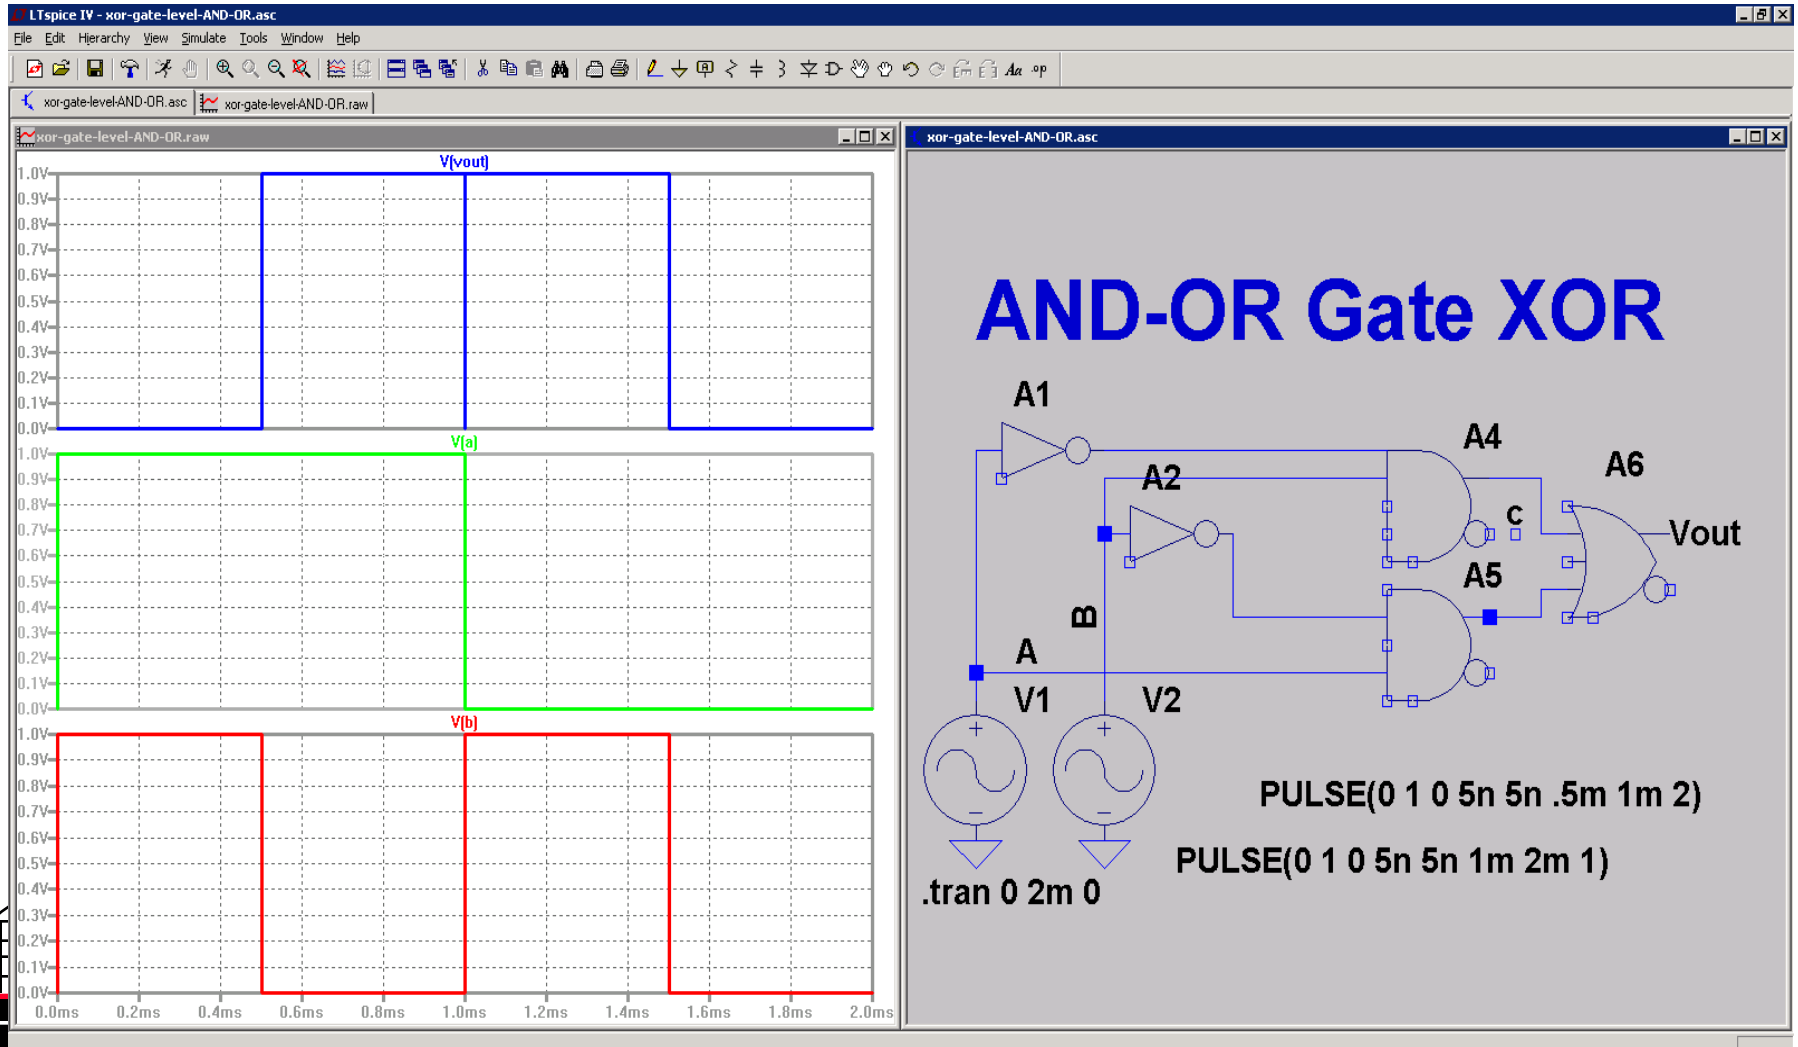 LTspice IV - xor-gate-level-AND-OR.asc
File Edit Hierarchy View Simulate Tools Window Help
Aa .op
xor-gate-level-AND-OR.asc xor-gate-level-AND-OR.raw
xor-gate-level-AND-OR.raw
V(vout)
1.0V
0.9V
0.8V
0.7V
0.6V
0.5V
0.4V
0.3V
0.2V
0.1V
0.0V
V(a)
1.0V
0.9V
0.8V
0.7V
0.6V
0.5V
0.4V
0.3V
0.2V
0.1V
0.0V
V(b)
1.0V
0.9V
0.8V
0.7V
0.6V
0.5V
0.4V
0.3V
0.2V
0.1V
0.0V
0.0ms 0.2ms 0.4ms 0.6ms 0.8ms 1.0ms 1.2ms 1.4ms 1.6ms 1.8ms 2.0ms
xor-gate-level-AND-OR.asc
AND-OR Gate XOR
A1
A4
A2
A6
c
Vout
A5
B
A
V1 V2
PULSE(0 1 0 5n 5n .5m 1m 2)
PULSE(0 1 0 5n 5n 1m 2m 1)
.tran 0 2m 0